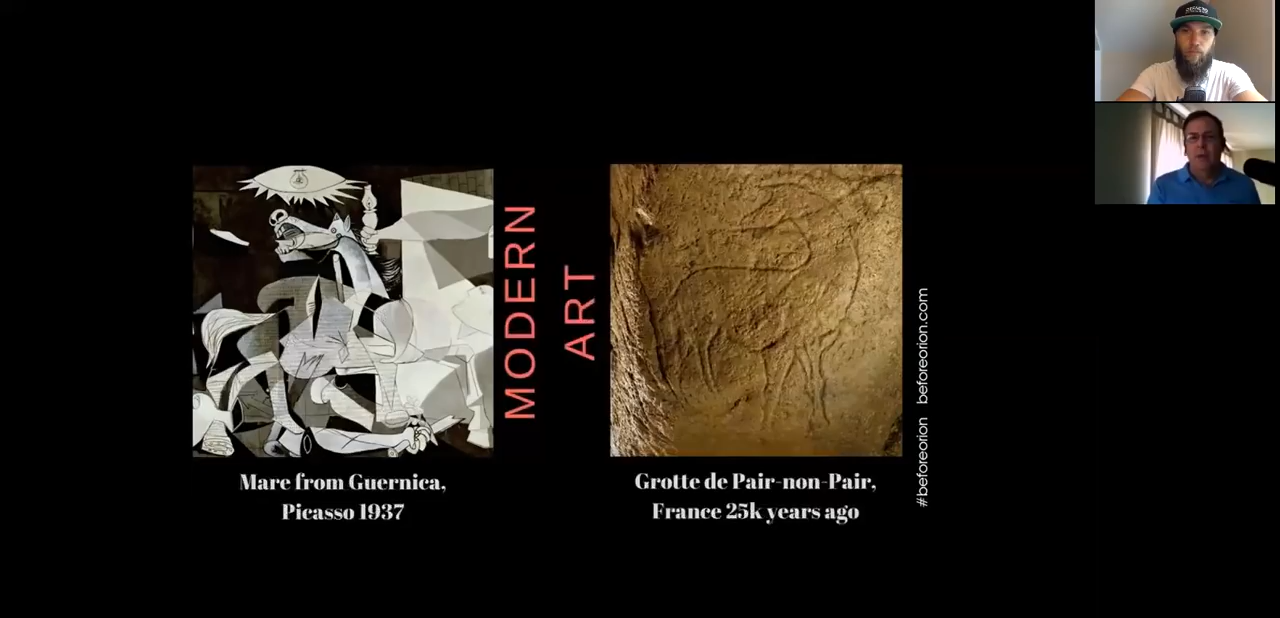 MODERN
ART
Mare from Guernica,
Picasso 1937
Grotte de Pair-non-Pair,
France 25k years ago
#beforeorion beforeorion.com